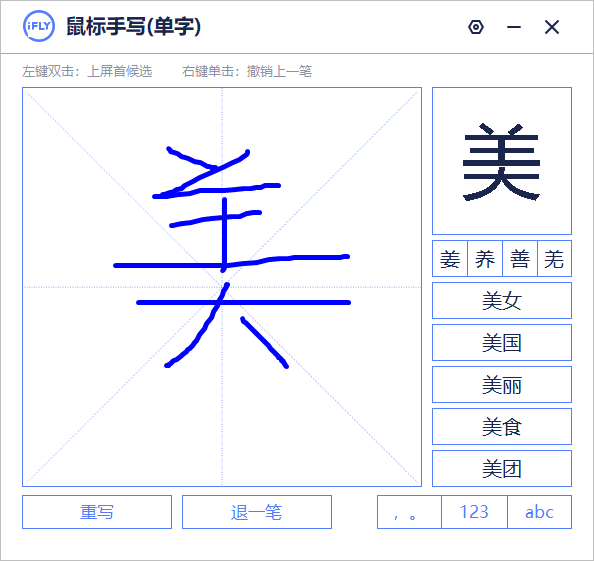 iFLY 鼠标手写(单字)
左键双击：上屏首候选 右键单击：撤销上一笔
美
美
姜 养 善 羌
美女
美国
美丽
美食
美团
重写 退一笔 ，。 123 abc